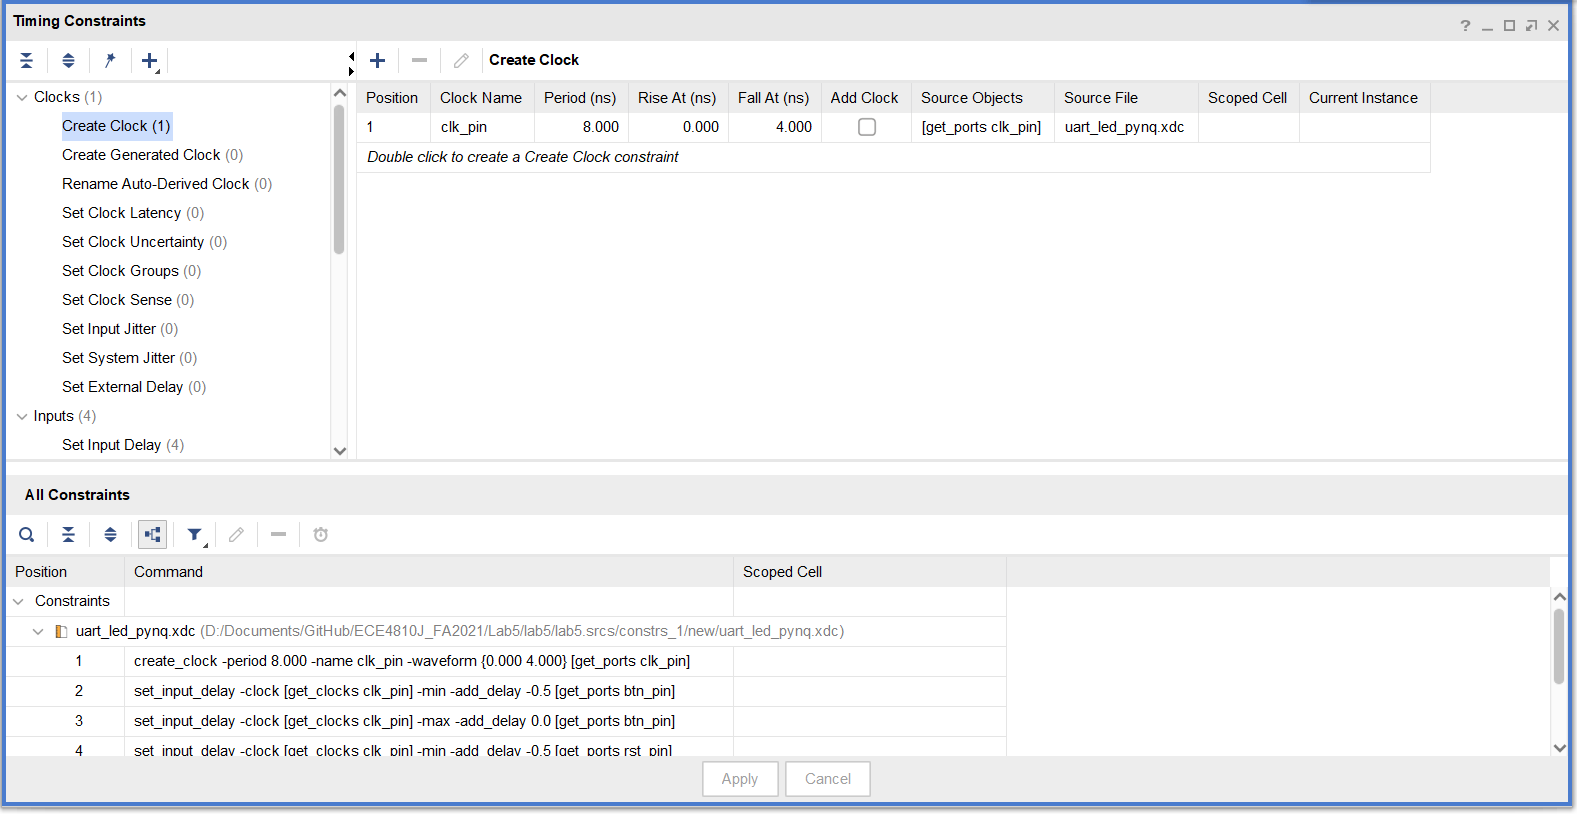 Timing Constraints
Create Clock
Clocks (1)
Create Clock (1)
Create Generated Clock (0)
Rename Auto-Derived Clock (0)
Set Clock Latency (0)
Set Clock Uncertainty (0)
Set Clock Groups (0)
Set Clock Sense (0)
Set Input Jitter (0)
Set System Jitter (0)
Set External Delay (0)
Inputs (4)
Set Input Delay (4)
Position Clock Name Period (ns) Rise At (ns) Fall At (ns) Add Clock Source Objects Source File Scoped Cell Current Instance
1 clk_pin 8.000 0.000 4.000 [get_ports clk_pin] uart_led_pynq.xdc
Double click to create a Create Clock constraint
All Constraints
Position Command Scoped Cell
Constraints
uart_led_pynq.xdc (D:/Documents/GitHub/ECE4810J_FA2021/Lab5/lab5/lab5.srcs/constrs_1/new/uart_led_pynq.xdc)
1 create_clock -period 8.000 -name clk_pin -waveform {0.000 4.000} [get_ports clk_pin]
2 set_input_delay -clock [get_clocks clk_pin] -min -add_delay -0.5 [get_ports btn_pin]
3 set_input_delay -clock [get_clocks clk_pin] -max -add_delay 0.0 [get_ports btn_pin]
4 set_input_delay -clock [get_clocks clk_pin] -min -add_delay -0.5 [get_ports rst_pin]
Apply Cancel